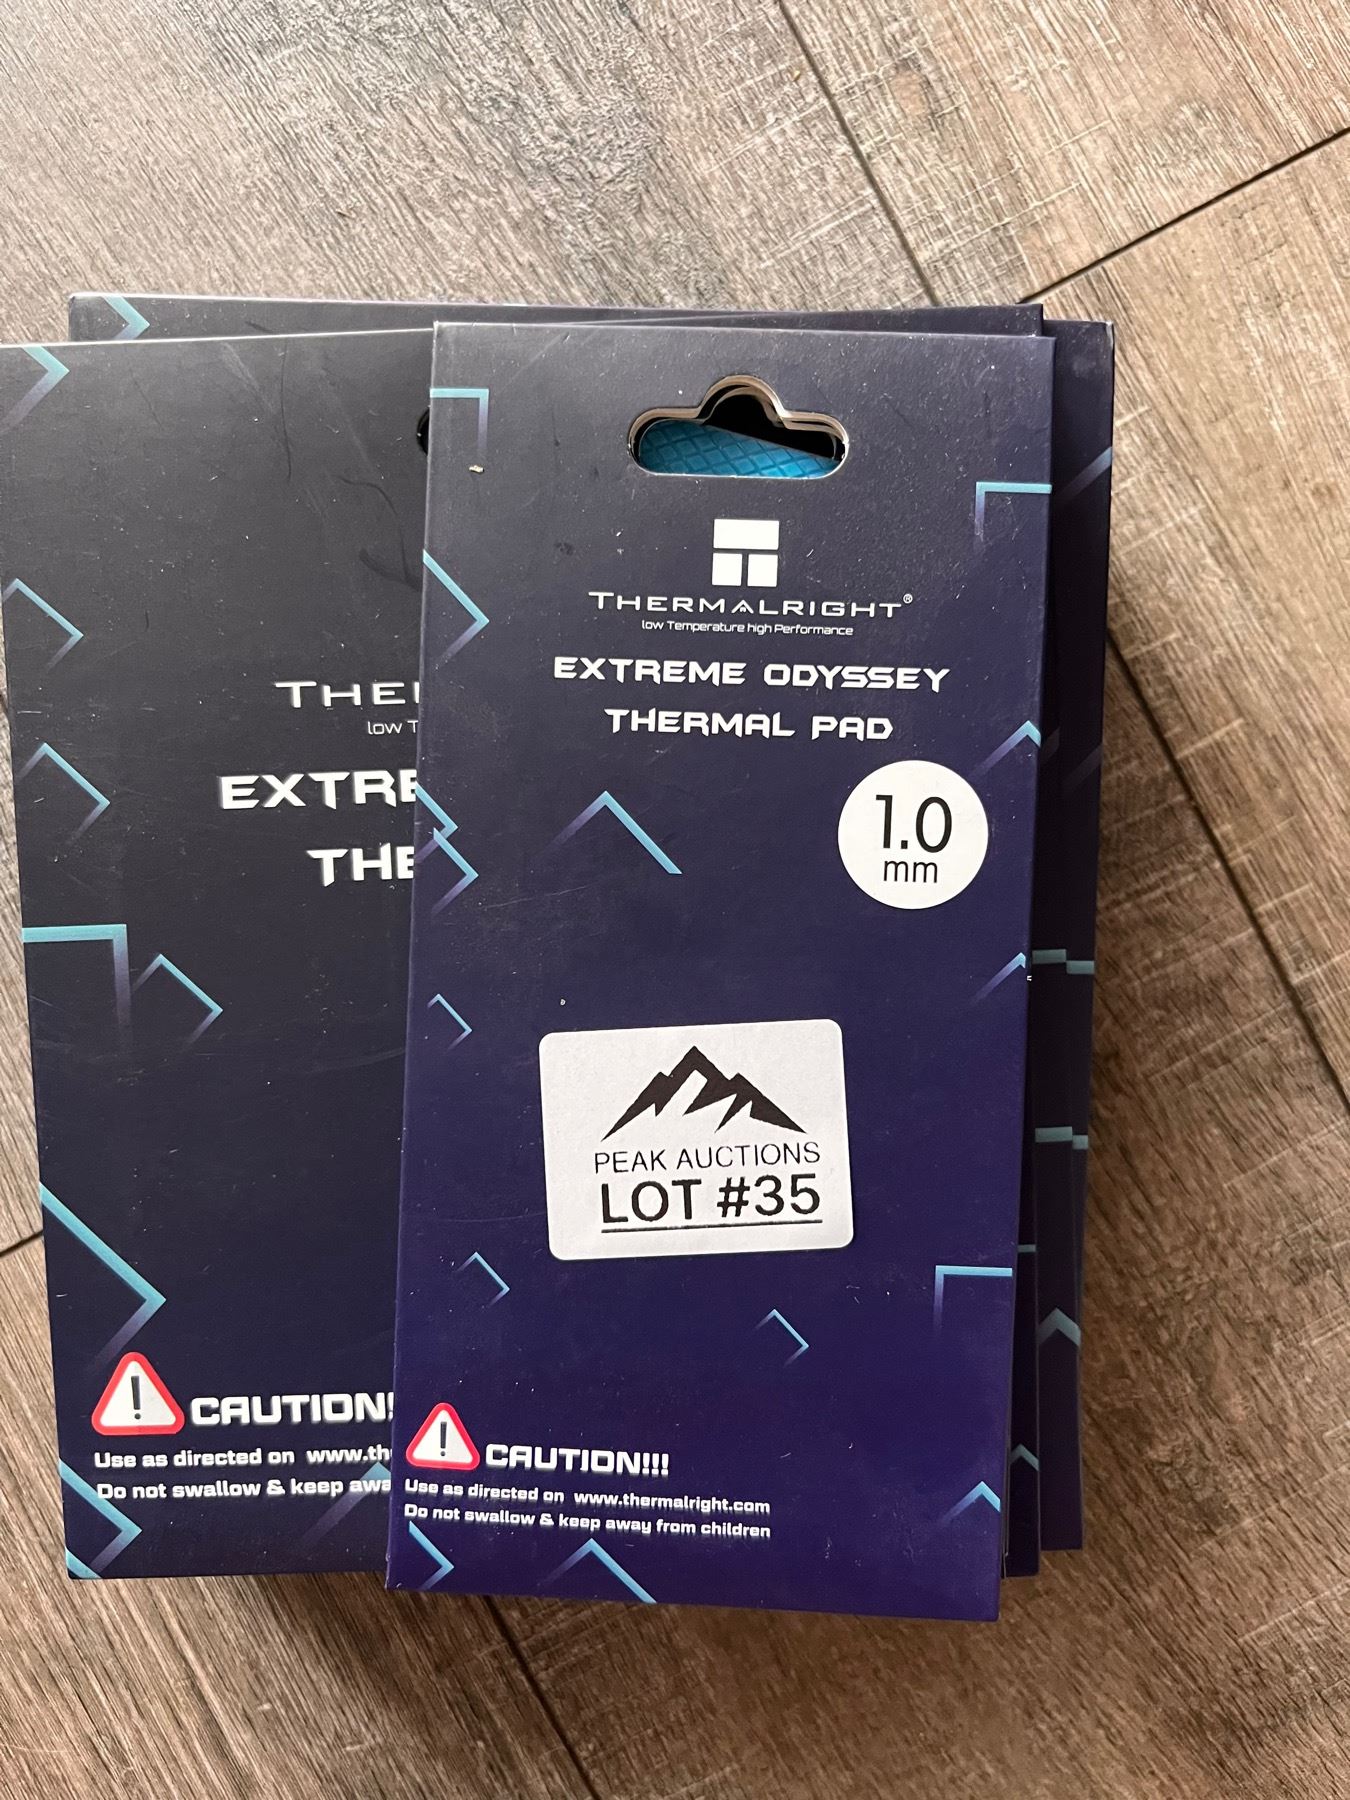 THERMALRIGHT®
low Temperature high Performance
EXTREME ODYSSEY
THERMAL PAD
1.0
mm
PEAK AUCTIONS
LOT #35
CAUTION!!!
Use as directed on www.thermalright.com
Do not swallow & keep away from children
THE
low T
EXTRE
THE
CAUTION!
Use as directed on www.th
Do not swallow & keep awa